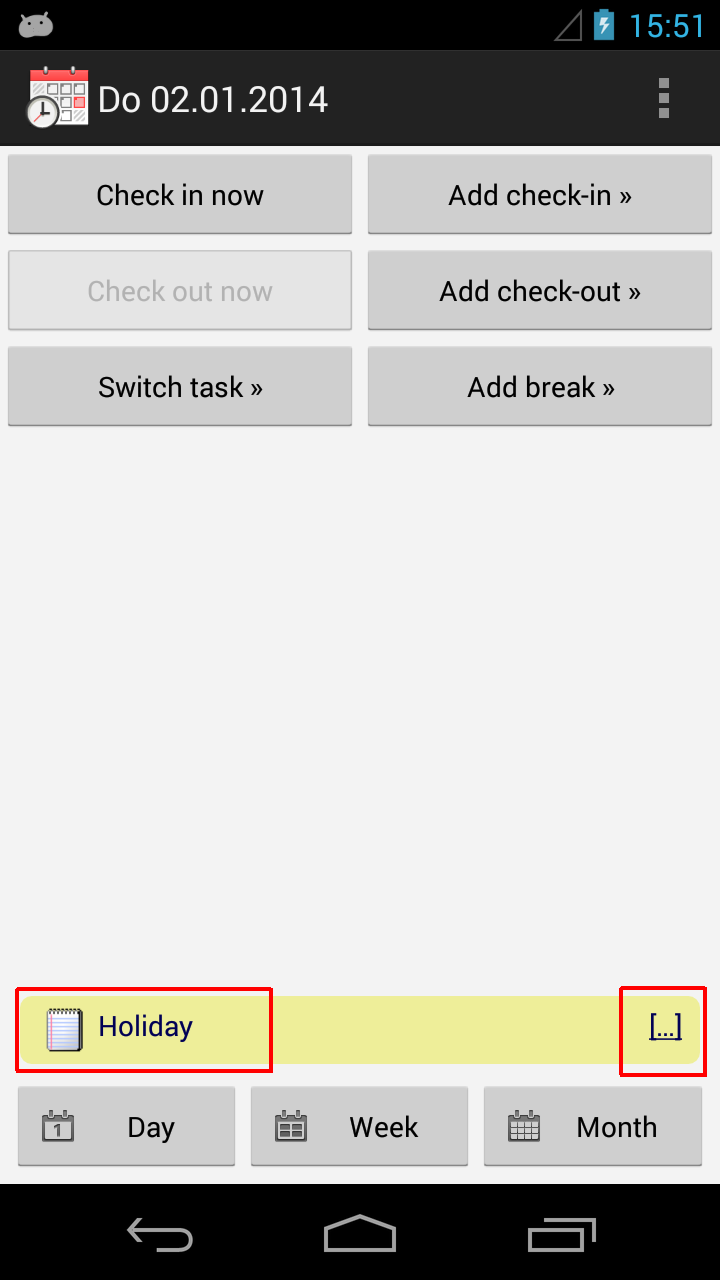 15:51
Do 02.01.2014
Check in now
Add check-in »
Check out now
Add check-out »
Switch task »
Add break »
Holiday
[...]
1
Day
Week
Month